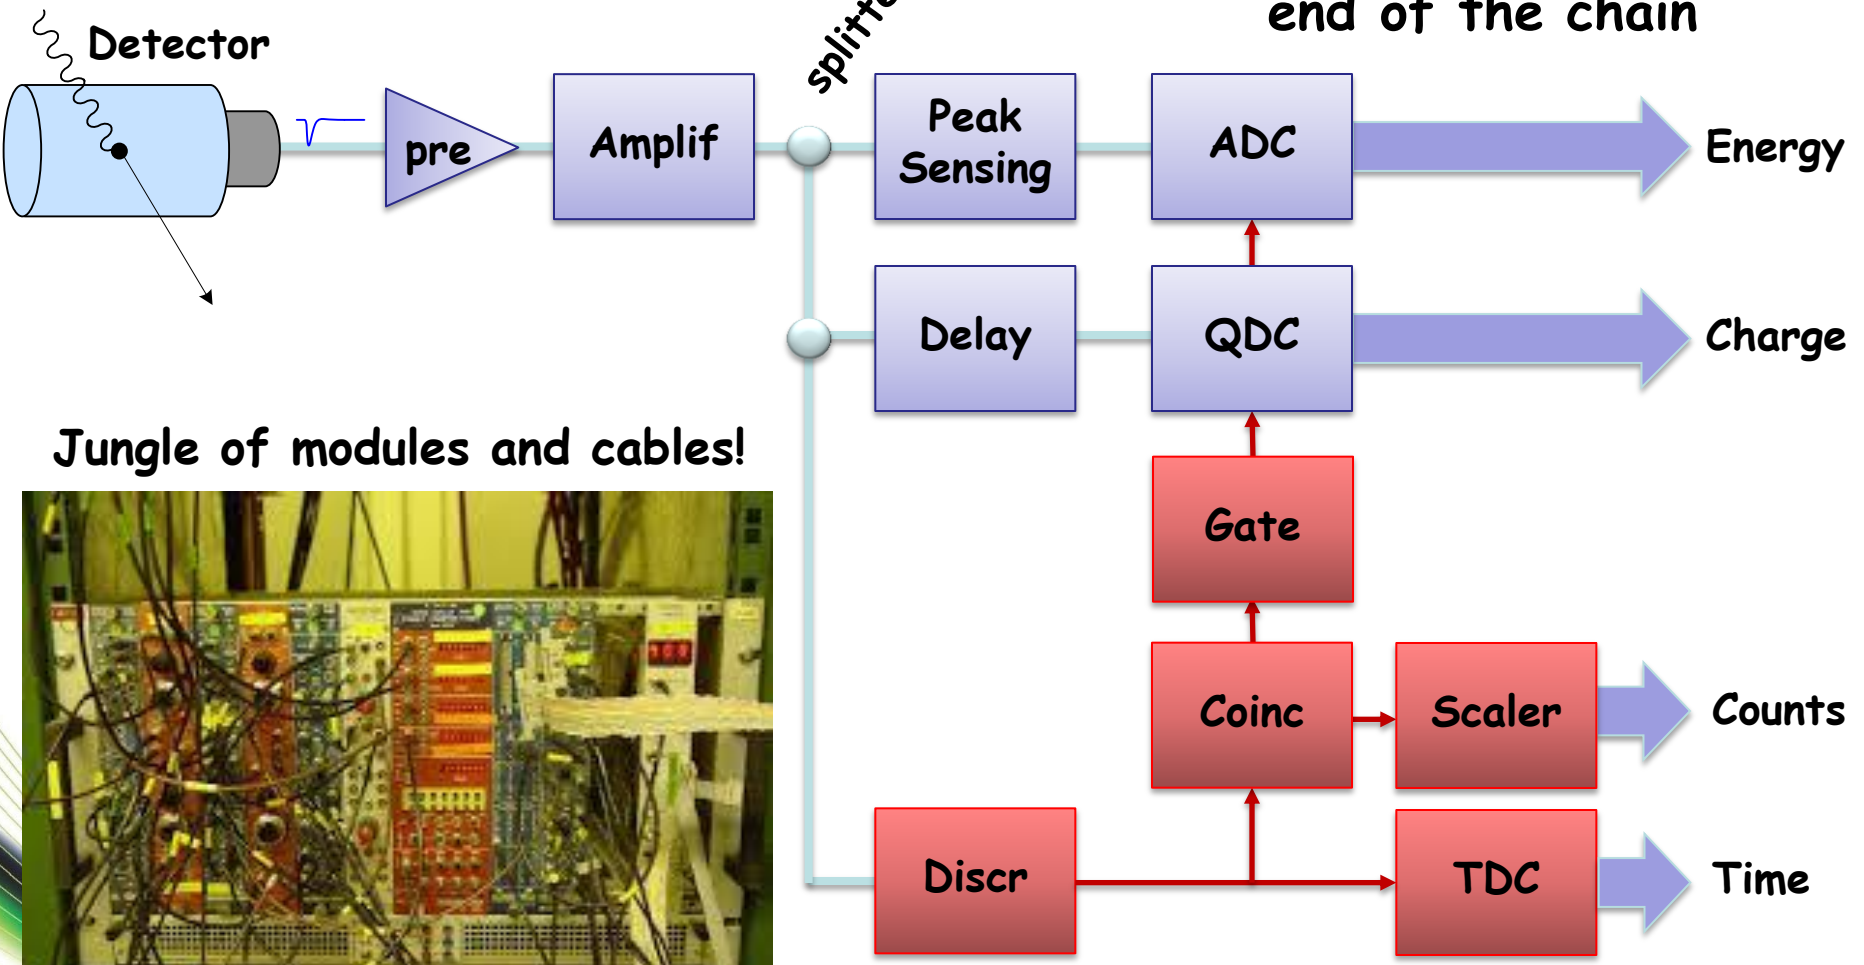 end of the chain
Detector
pre
Amplif
Peak
Sensing
ADC
Energy
Delay
QDC
Charge
Jungle of modules and cables!
Gate
Coinc
Scaler
Counts
Discr
TDC
Time